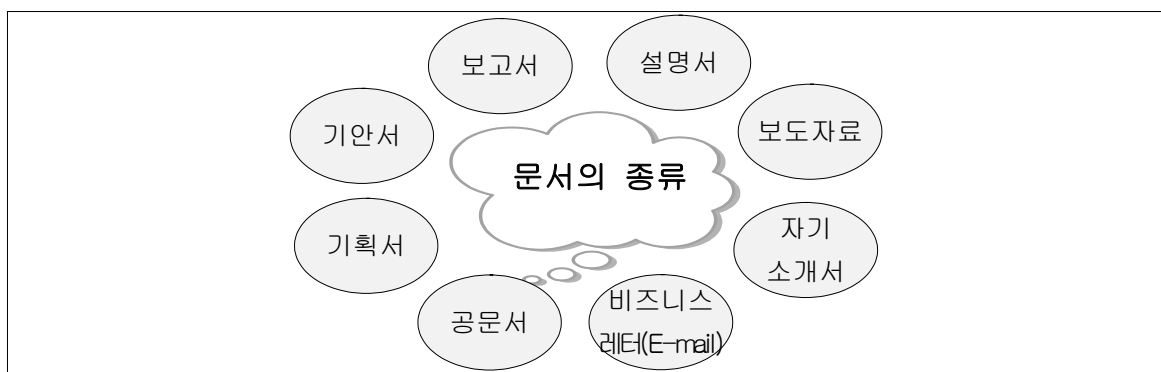 보고서
설명서
기안서
보도자료
문서의 종류
기획서
자기
소개서
공문서
비즈니스
레터(E-mail)